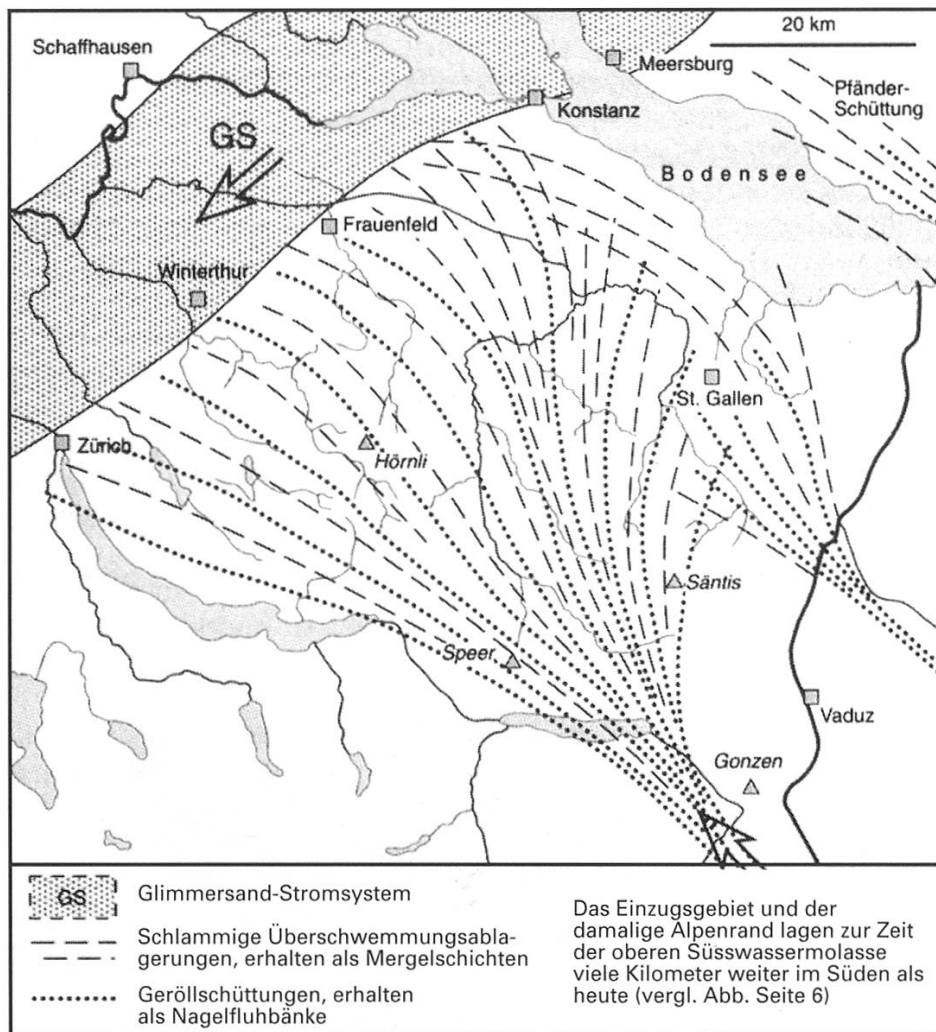 20 km
Schaffhausen
Meersburg
Pfänder-
Schüttung
Konstanz
GS
Bodensee
Frauenfeld
Winterthur
St. Gallen
Zürich
Hörnli
Säntis
Speer
Vaduz
Gonzen
GS
Glimmersand-Stromsystem
Schlammige Überschwemmungsabla-
gerungen, erhalten als Mergelschichten
Geröllschüttungen, erhalten
als Nagelfluhbänke
Das Einzugsgebiet und der
damalige Alpenrand lagen zur Zeit
der oberen Süsswassermolasse
viele Kilometer weiter im Süden als
heute (vergl. Abb. Seite 6)